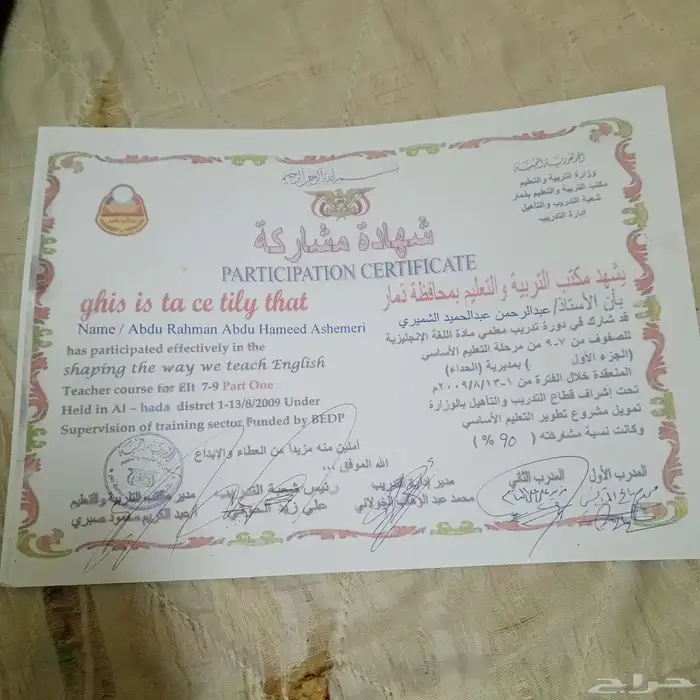 بسم الله الرحمن الرحيم
الجمهورية اليمنية
وزارة التربية والتعليم
مكتب التربية والتعليم بذمار
شعبة التدريب والتأهيل
إدارة التدريب
شهادة مشاركة
PARTICIPATION CERTIFICATE
يشهد مكتب التربية والتعليم بمحافظة ذمار
بأن الأستاذ/ عبدالرحمن عبدالحميد الشميري
قد شارك في دورة تدريب معلمي مادة اللغة الإنجليزية
للصفوف من ٧-٩ من مرحلة التعليم الأساسي
(الجزء الأول ) بمديرية (الحداء)
المنعقدة خلال الفترة من ١-٢٠٠٩/٨/١٣م
تحت إشراف قطاع التدريب والتأهيل بالوزارة
تمويل مشروع تطوير التعليم الأساسي
وكانت نسبة مشاركته ( ٩٥ %)
ghis is ta ce tily that
Name / Abdu Rahman Abdu Hameed Ashemeri
has participated effectively in the
shaping the way we teach English
Teacher course for Elt 7-9 Part One
Held in Al – hada distrct 1-13/8/2009 Under
Supervision of training sector Funded by BEDP
آملين منه مزيداً من العطاء والإبداع
الله الموفق ...
المدرب الأول
المدرب الثاني
مدير إدارة التدريب
محمد عبد الوهاب الخولاني
رئيس شعبة التدريب
علي
مدير مكتب التربية والتعليم
عبد الكريم محمود صبري
حراج